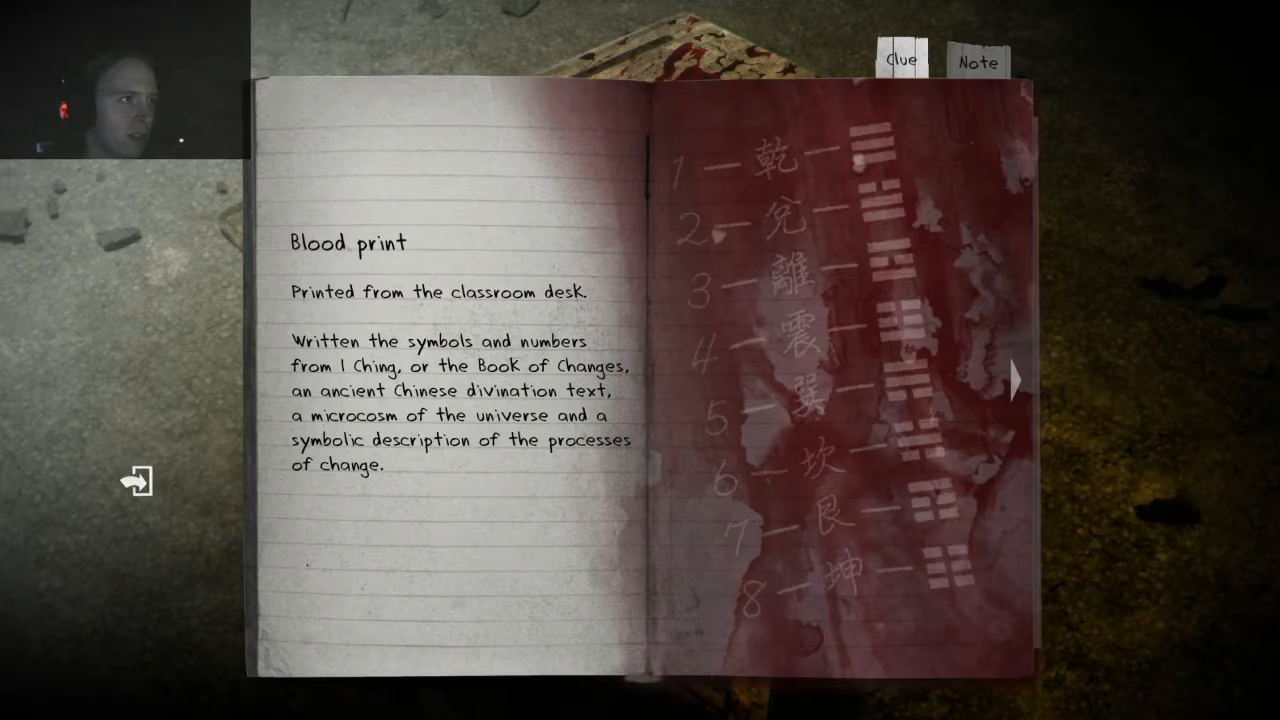 Clue
Note
Blood print
Printed from the classroom desk.
Written the symbols and numbers
from I Ching, or the Book of Changes,
an ancient Chinese divination text,
a microcosm of the universe and a
symbolic description of the processes
of change.
1 — 乾 — ☰
2 — 兌 — ☱
3 — 離 — ☲
4 — 震 — ☳
5 — 巽 — ☴
6 — 坎 — ☵
7 — 艮 — ☶
8 — 坤 — ☷